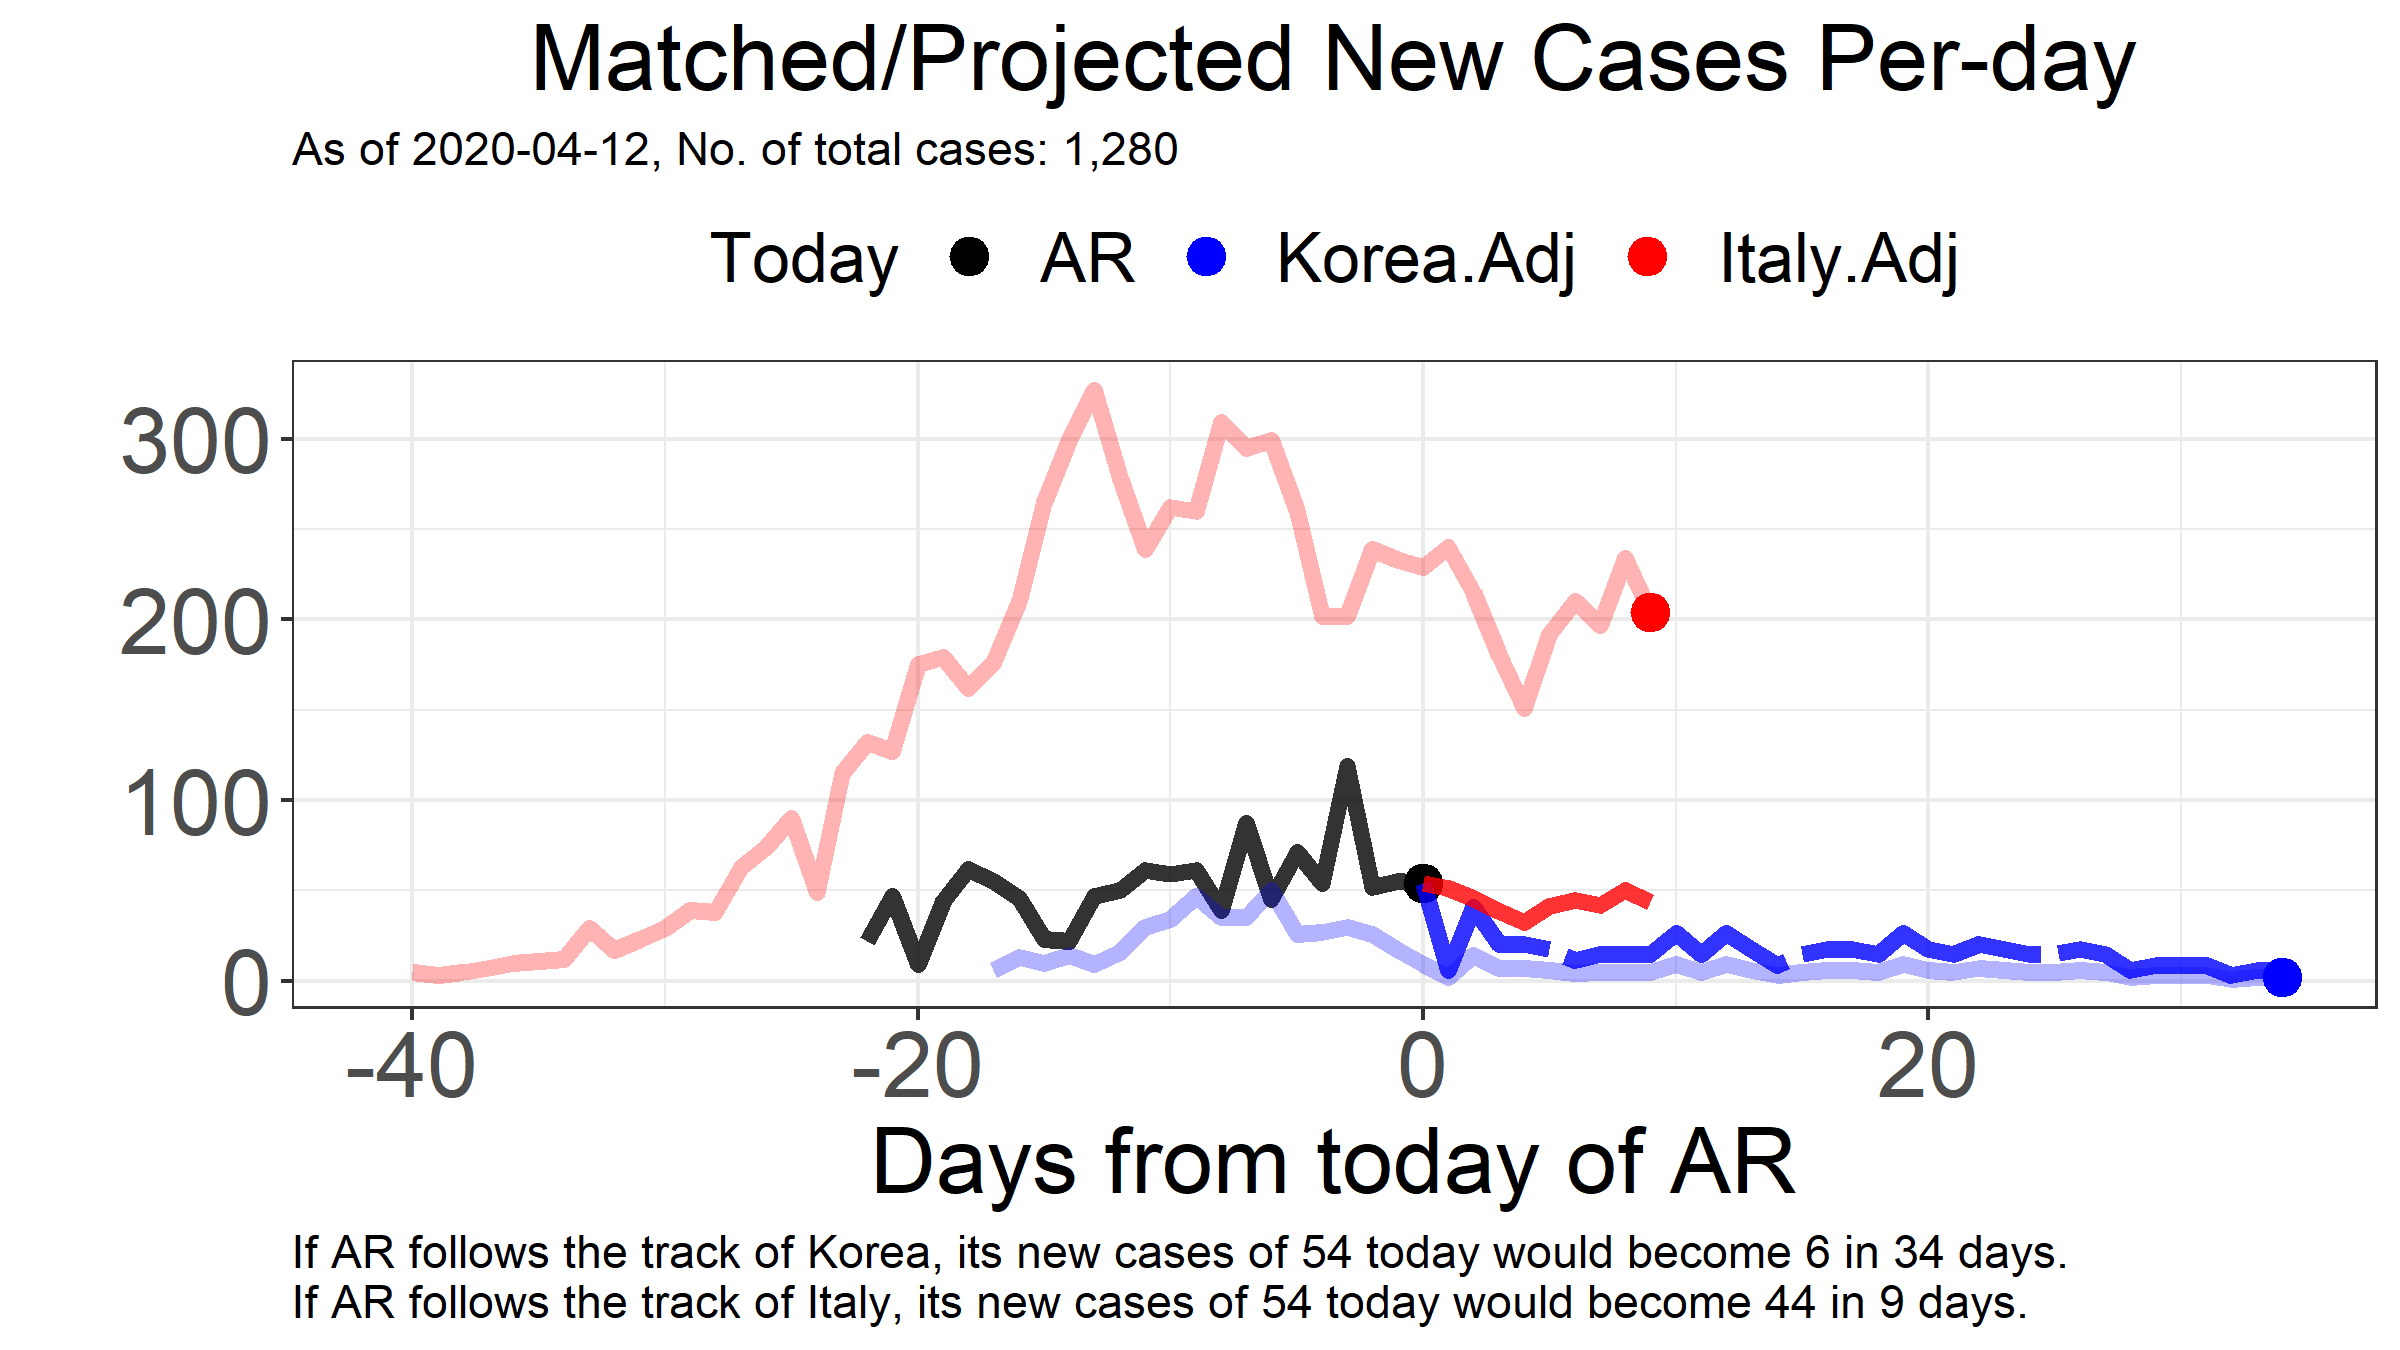 Matched/Projected New Cases Per-day
As of 2020-04-12, No. of total cases: 1,280
Today AR Korea.Adj Italy.Adj
300
200
100
0
-40 -20 0 20
Days from today of AR
If AR follows the track of Korea, its new cases of 54 today would become 6 in 34 days.
If AR follows the track of Italy, its new cases of 54 today would become 44 in 9 days.